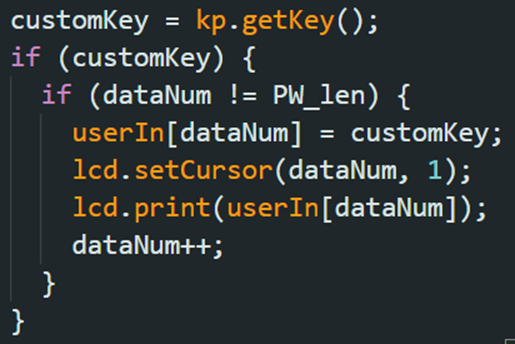 customKey = kp.getKey();
if (customKey) {
if (dataNum != PW_len) {
userIn[dataNum] = customKey;
lcd.setCursor(dataNum, 1);
lcd.print(userIn[dataNum]);
dataNum++;
}
}